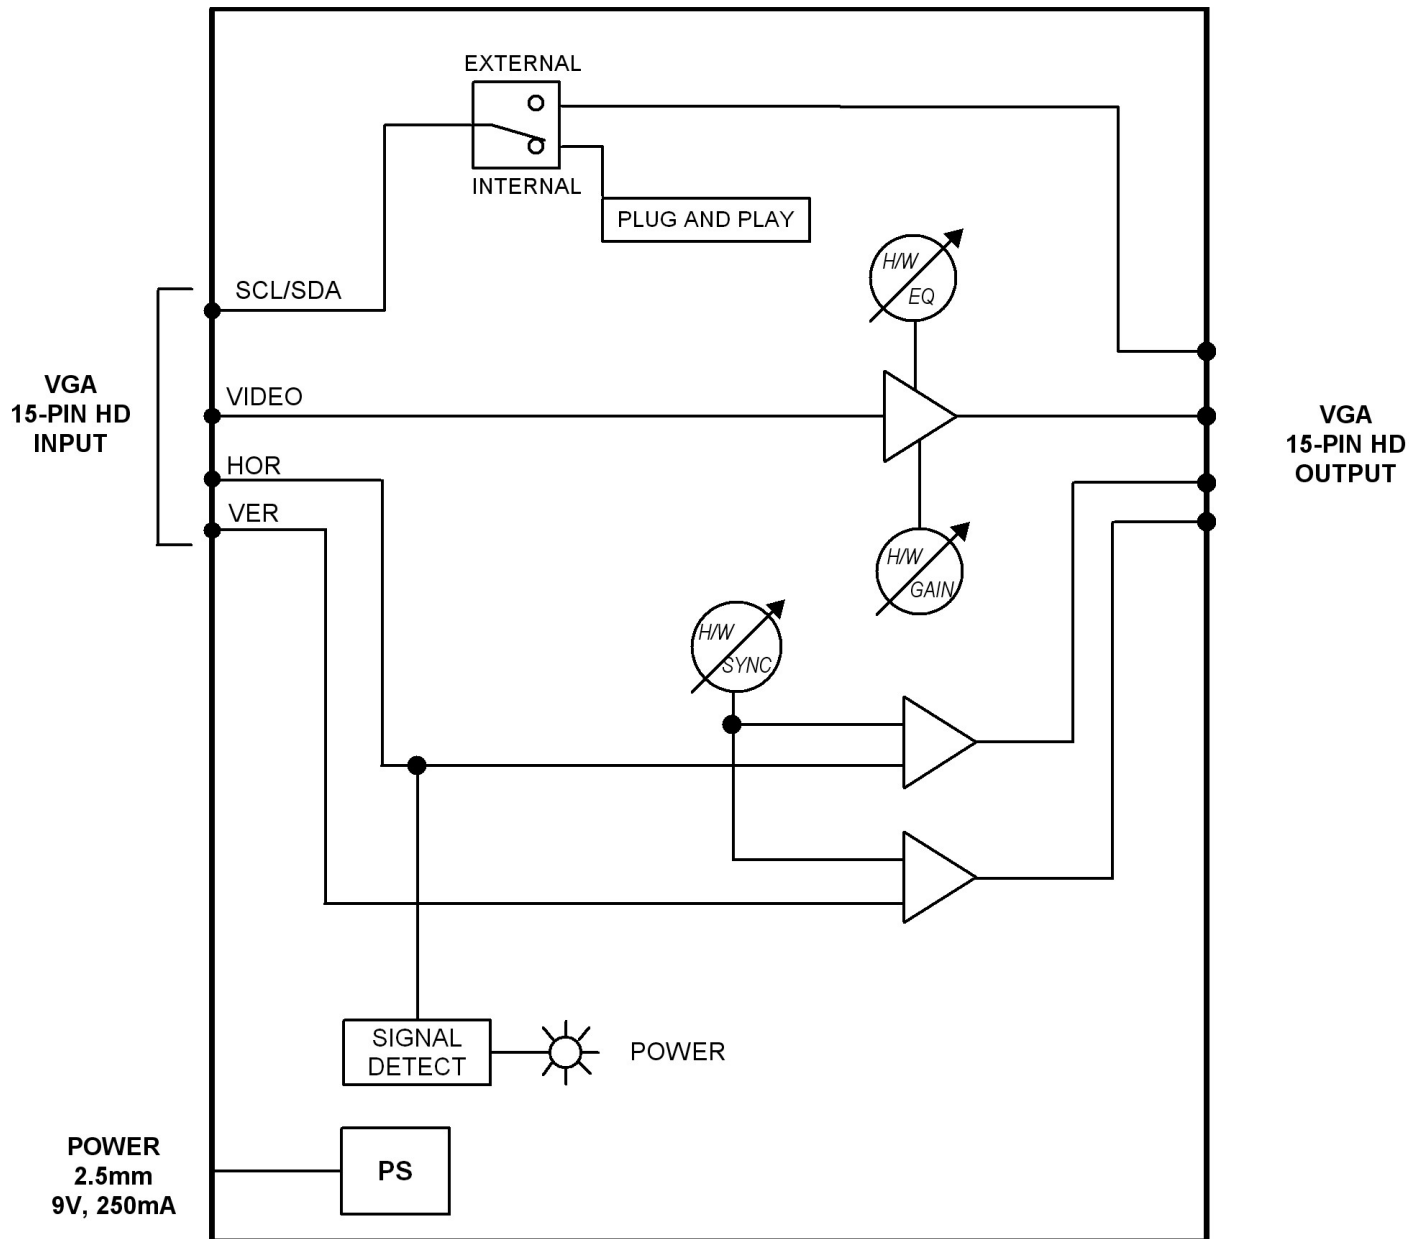 EXTERNAL
INTERNAL
PLUG AND PLAY
H/W
EQ
SCL/SDA
VGA
15-PIN HD
INPUT
VIDEO
HOR
VER
VGA
15-PIN HD
OUTPUT
H/W
GAIN
H/W
SYNC
SIGNAL
DETECT
POWER
POWER
2.5mm
9V, 250mA
PS